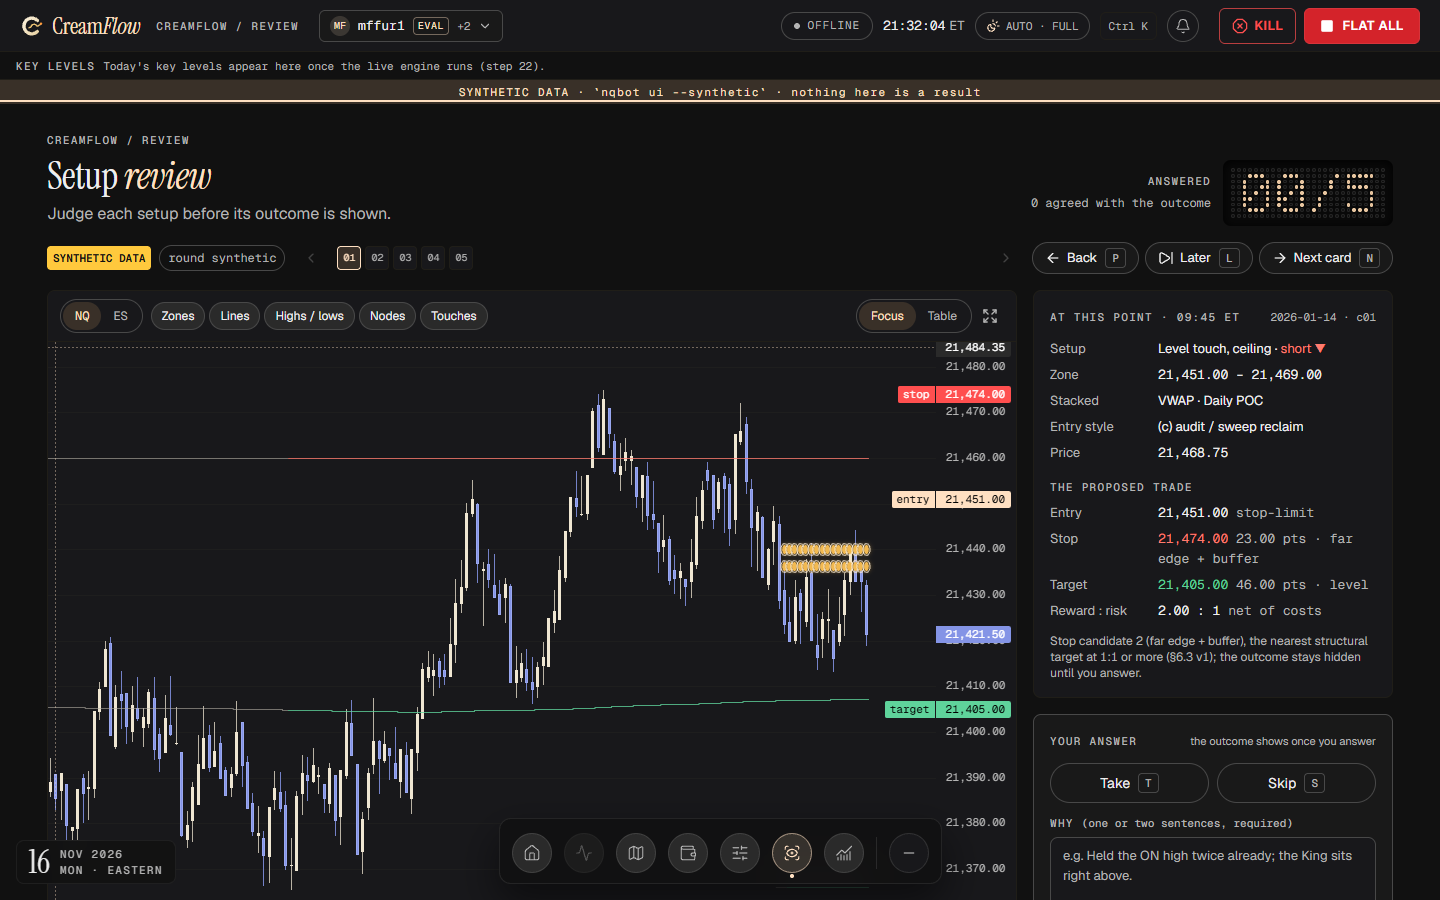 CreamFlow CREAMFLOW / REVIEW MF mffur1 EVAL +2 OFFLINE 21:32:04 ET AUTO · FULL Ctrl K KILL FLAT ALL
KEY LEVELS Today's key levels appear here once the live engine runs (step 22).
SYNTHETIC DATA · `nqbot ui --synthetic` · nothing here is a result
CREAMFLOW / REVIEW
Setup review
Judge each setup before its outcome is shown.
ANSWERED
0 agreed with the outcome
00/5
SYNTHETIC DATA round synthetic 01 02 03 04 05
Back P Later L Next card N
NQ ES Zones Lines Highs / lows Nodes Touches Focus Table
21,484.35
21,480.00
stop 21,474.00
21,470.00
21,460.00
entry 21,451.00
21,440.00
21,430.00
21,421.50
21,410.00
target 21,405.00
21,400.00
21,390.00
21,380.00
21,370.00
AT THIS POINT · 09:45 ET 2026-01-14 · c01
Setup Level touch, ceiling · short ▼
Zone 21,451.00 – 21,469.00
Stacked VWAP · Daily POC
Entry style (c) audit / sweep reclaim
Price 21,468.75
THE PROPOSED TRADE
Entry 21,451.00 stop-limit
Stop 21,474.00 23.00 pts · far
edge + buffer
Target 21,405.00 46.00 pts · level
Reward : risk 2.00 : 1 net of costs
Stop candidate 2 (far edge + buffer), the nearest structural
target at 1:1 or more (§6.3 v1); the outcome stays hidden
until you answer.
YOUR ANSWER the outcome shows once you answer
Take T Skip S
WHY (one or two sentences, required)
e.g. Held the ON high twice already; the King sits
right above.
16 NOV 2026
MON · EASTERN